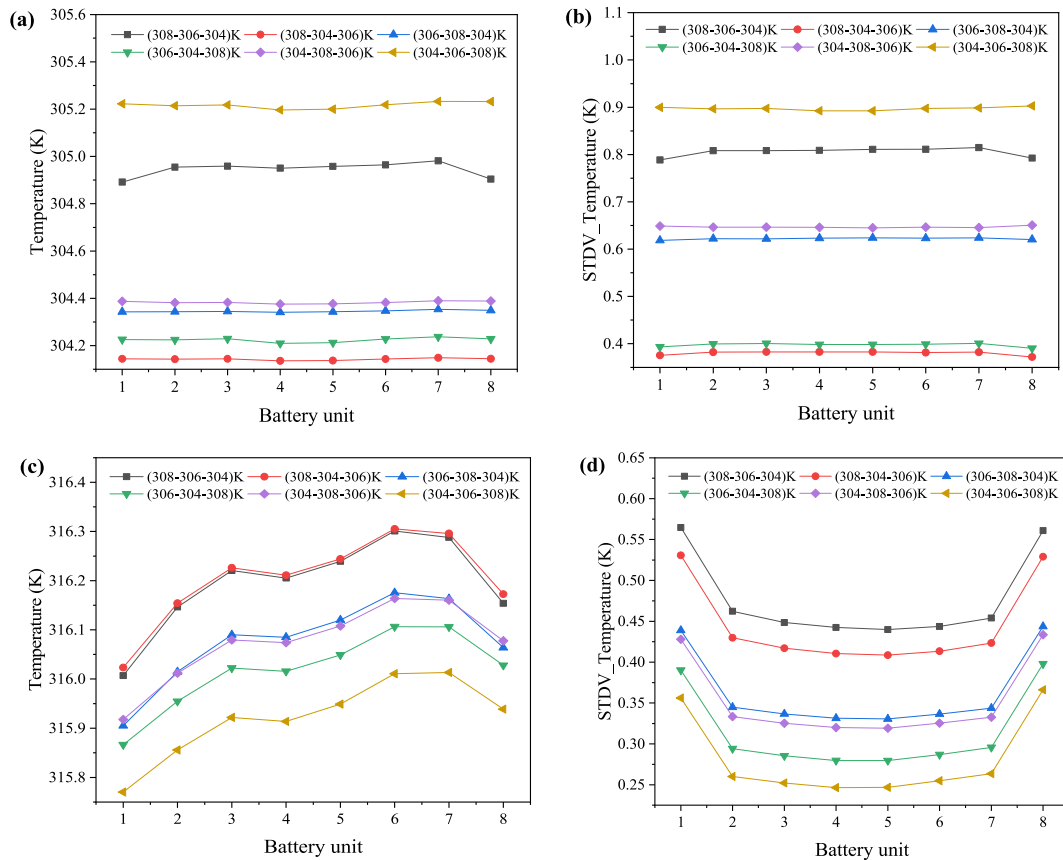 (a)
305.6
305.4
305.2
305.0
304.8
304.6
304.4
304.2
Temperature (K)
(308-306-304)K (308-304-306)K (306-308-304)K
(306-304-308)K (304-308-306)K (304-306-308)K
1 2 3 4 5 6 7 8
Battery unit
(b)
1.1
1.0
0.9
0.8
0.7
0.6
0.5
0.4
STDV_Temperature (K)
(308-306-304)K (308-304-306)K (306-308-304)K
(306-304-308)K (304-308-306)K (304-306-308)K
1 2 3 4 5 6 7 8
Battery unit
(c)
316.4
316.3
316.2
316.1
316.0
315.9
315.8
Temperature (K)
(308-306-304)K (308-304-306)K (306-308-304)K
(306-304-308)K (304-308-306)K (304-306-308)K
1 2 3 4 5 6 7 8
Battery unit
(d)
0.65
0.60
0.55
0.50
0.45
0.40
0.35
0.30
0.25
STDV_Temperature (K)
(308-306-304)K (308-304-306)K (306-308-304)K
(306-304-308)K (304-308-306)K (304-306-308)K
1 2 3 4 5 6 7 8
Battery unit